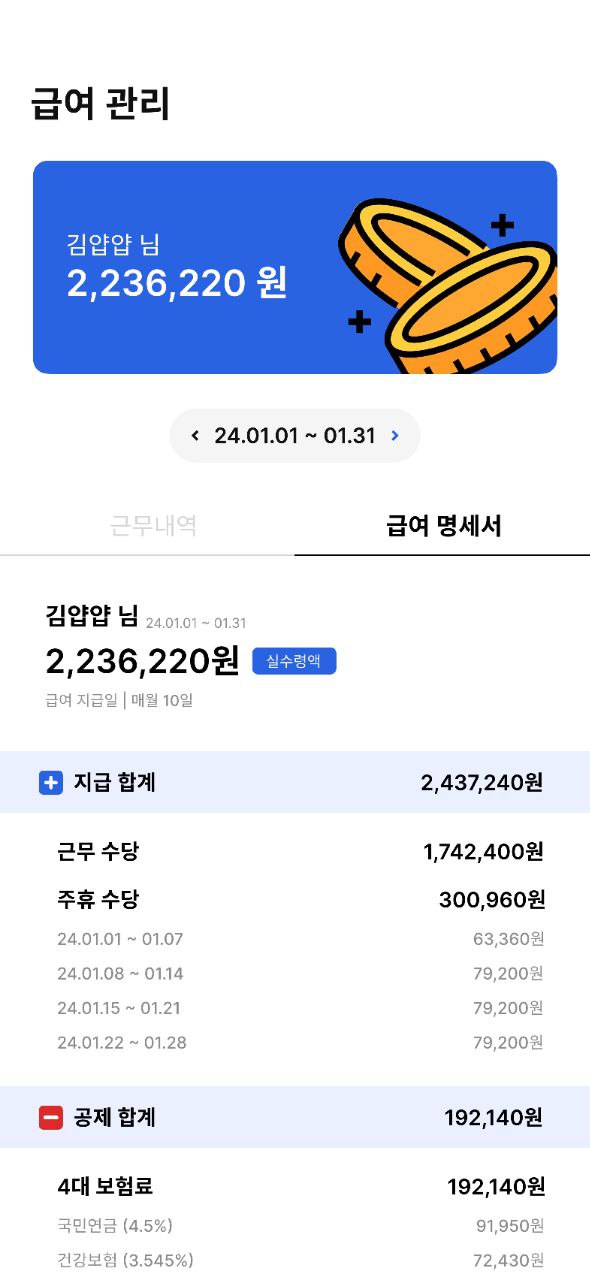 급여 관리
김얍얍 님
2,236,220 원
24.01.01 ~ 01.31
근무내역 급여 명세서
김얍얍 님 24.01.01 ~ 01.31
2,236,220원 실수령액
급여 지급일 | 매월 10일
지급 합계 2,437,240원
근무 수당 1,742,400원
주휴 수당 300,960원
24.01.01 ~ 01.07 63,360원
24.01.08 ~ 01.14 79,200원
24.01.15 ~ 01.21 79,200원
24.01.22 ~ 01.28 79,200원
공제 합계 192,140원
4대 보험료 192,140원
국민연금 (4.5%) 91,950원
건강보험 (3.545%) 72,430원